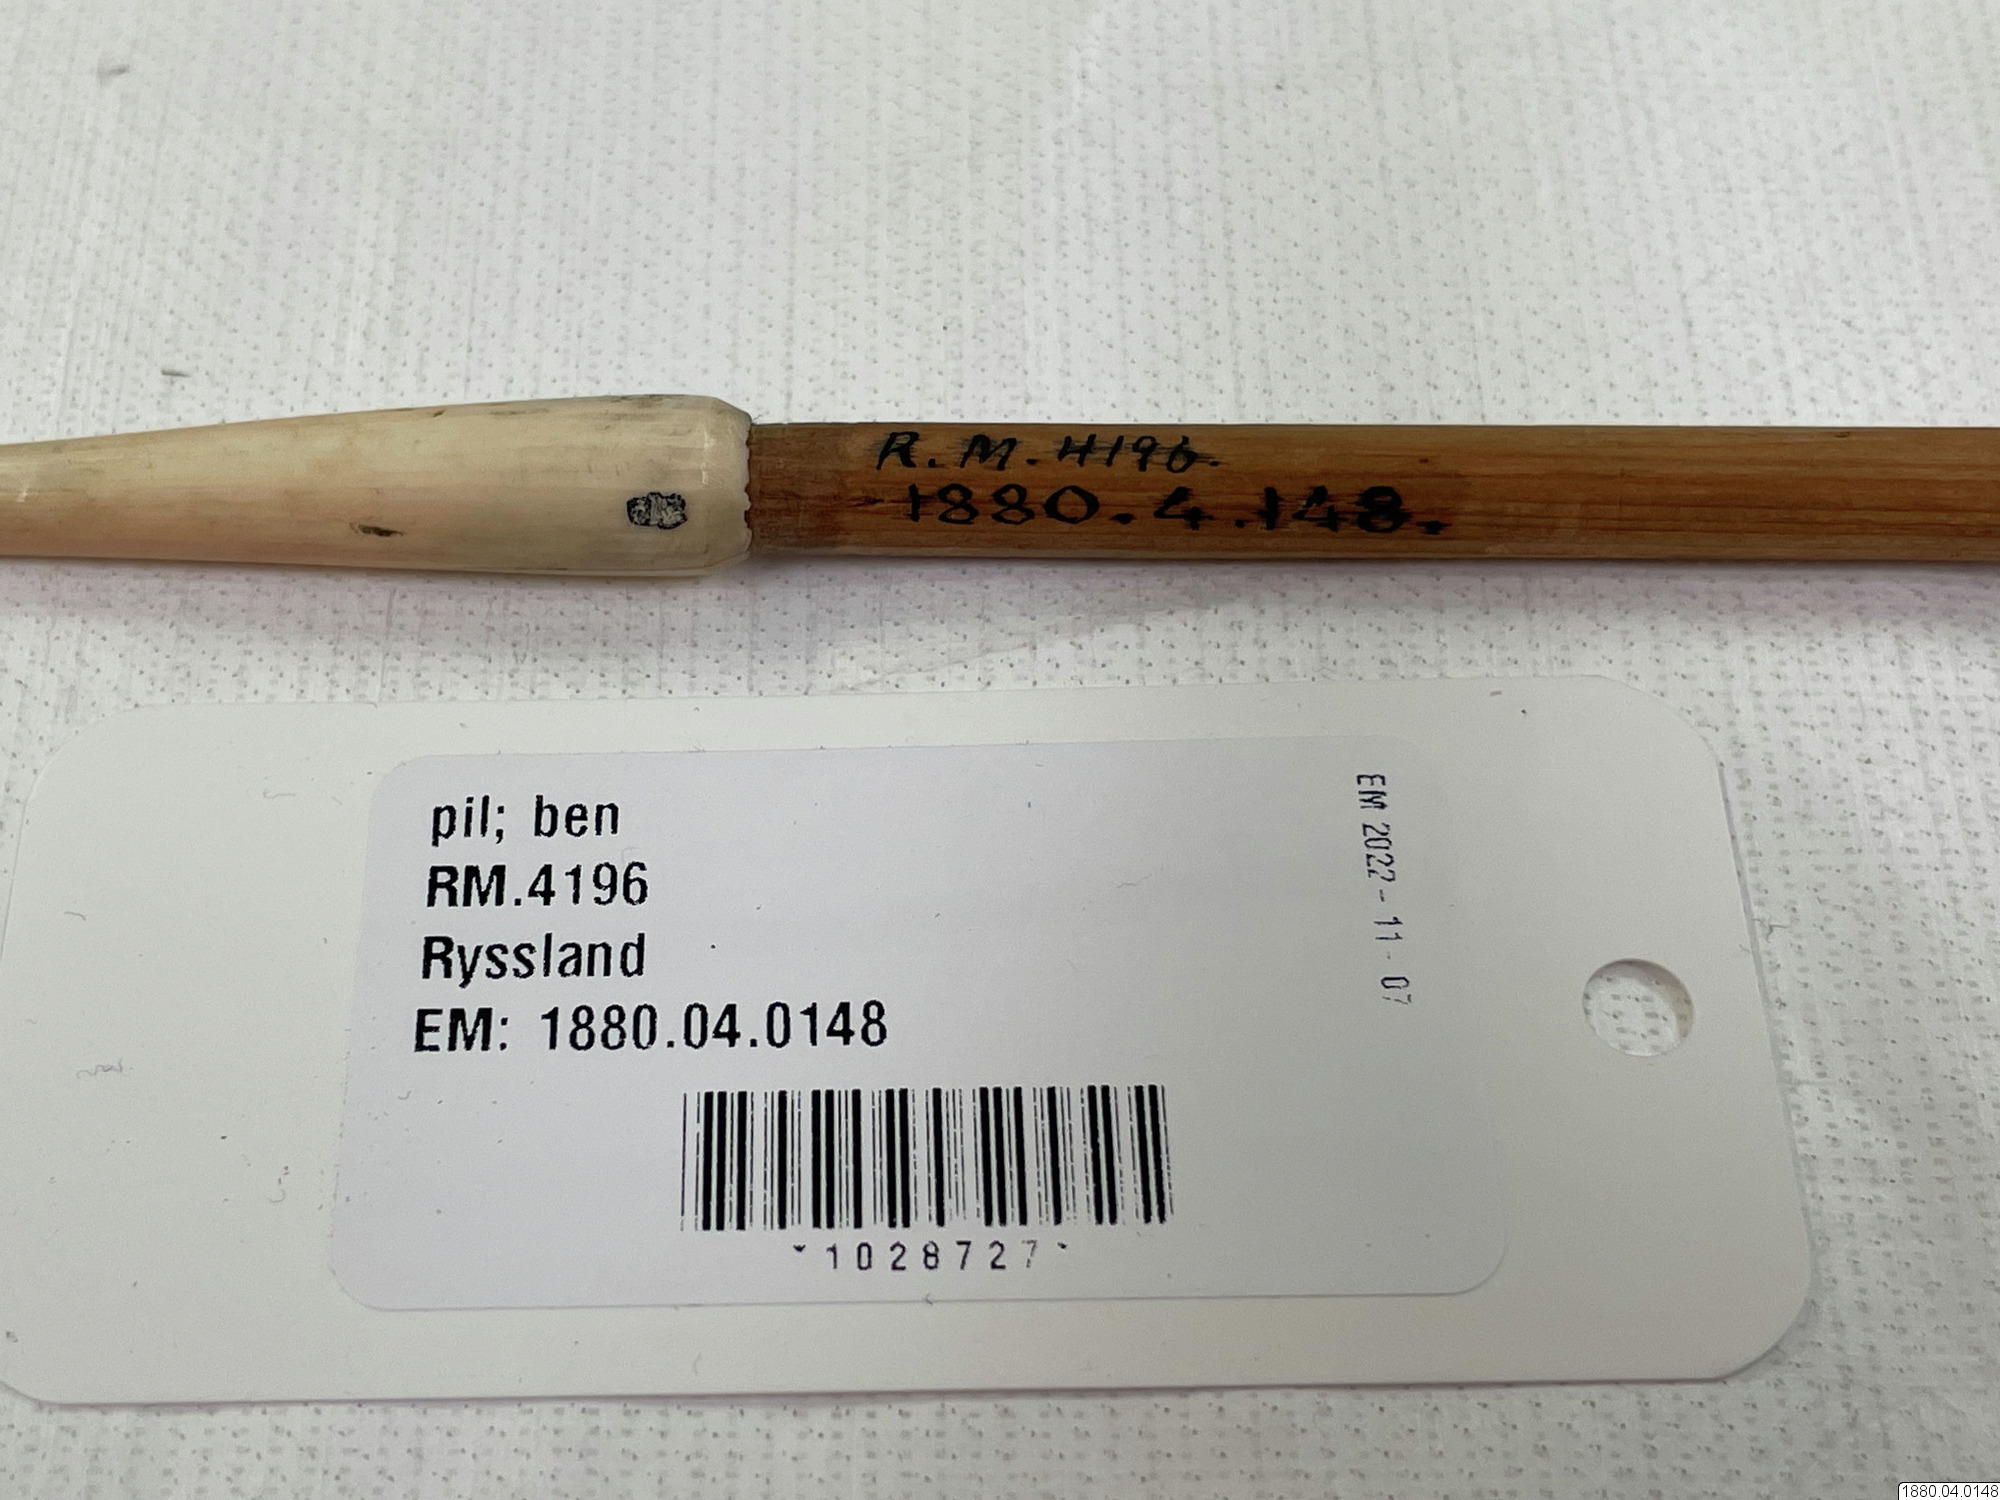 R. M. 4196.
1880.4.148.
pil; ben
RM.4196
Ryssland
EM: 1880.04.0148
EM 2022-11-07
*1028727*
1880.04.0148